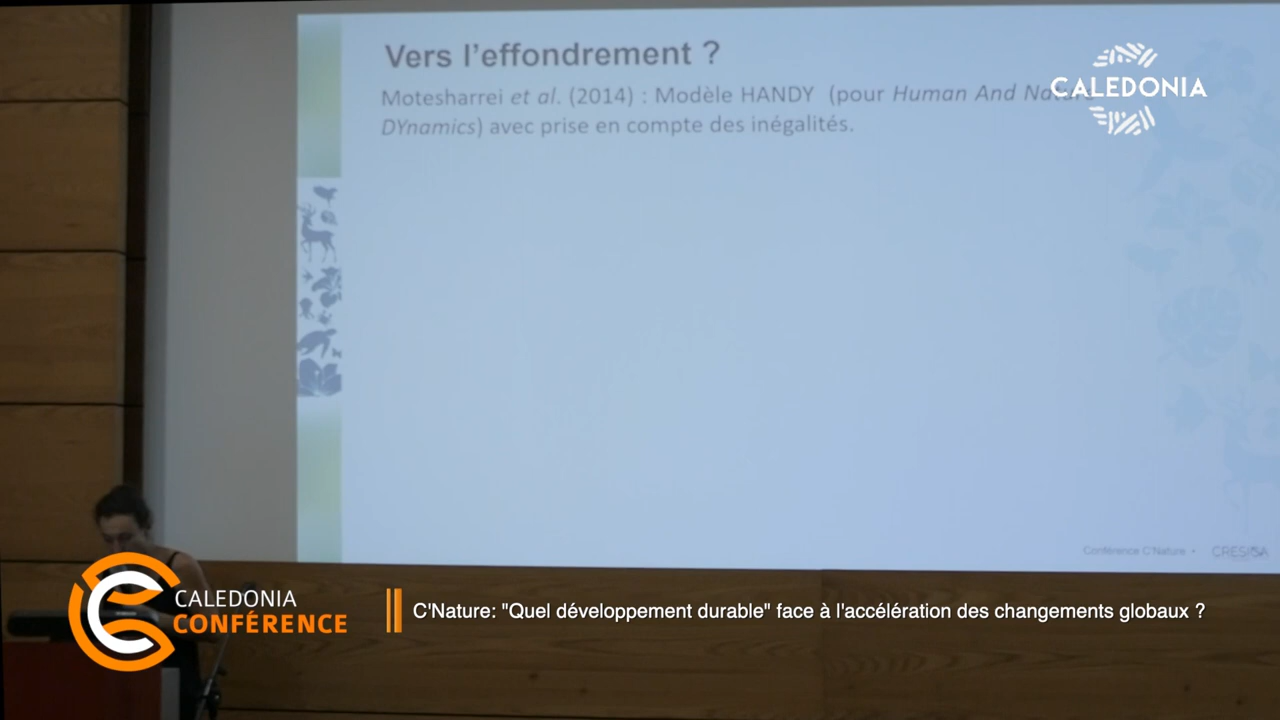 Vers l'effondrement ?
Motesharrei et al. (2014) : Modèle HANDY (pour Human And Nature
DYnamics) avec prise en compte des inégalités.
CALEDONIA
Conférence C'Nature •
CRESICA
CALEDONIA
CONFÉRENCE
C'Nature: "Quel développement durable" face à l'accélération des changements globaux ?